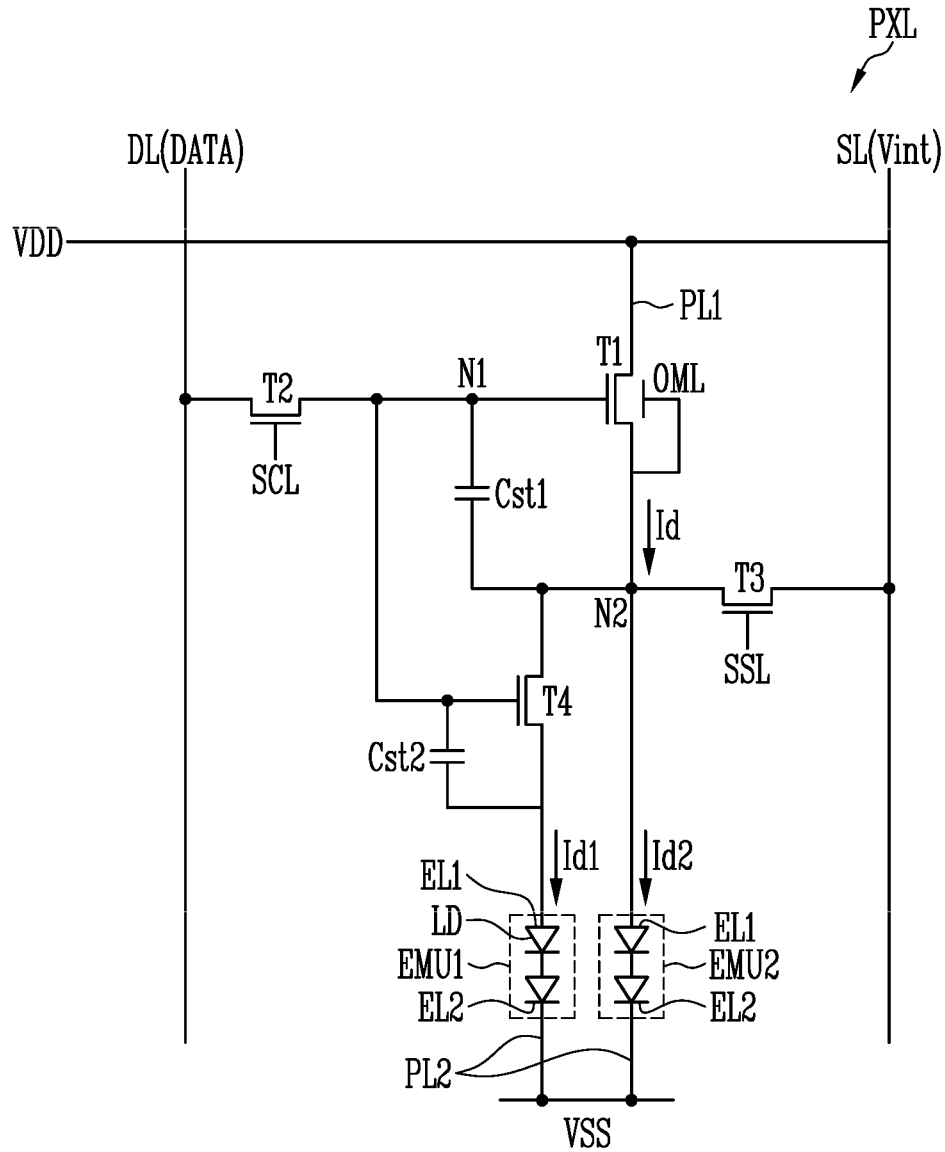 PXL
DL(DATA)
SL(Vint)
VDD
PL1
T1
OML
T2
N1
SCL
Cst1
Id
T3
N2
SSL
T4
Cst2
Id1
Id2
EL1
LD
EL1
EMU1
EMU2
EL2
EL2
PL2
VSS